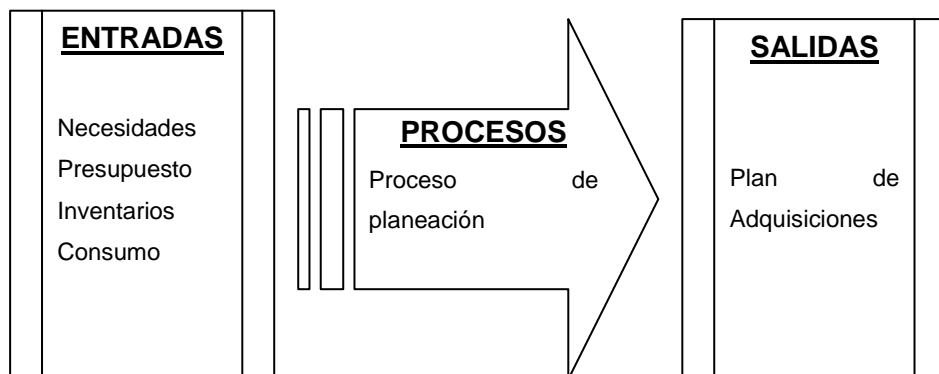 ENTRADAS
Necesidades
Presupuesto
Inventarios
Consumo
PROCESOS
Proceso de
planeación
SALIDAS
Plan de
Adquisiciones